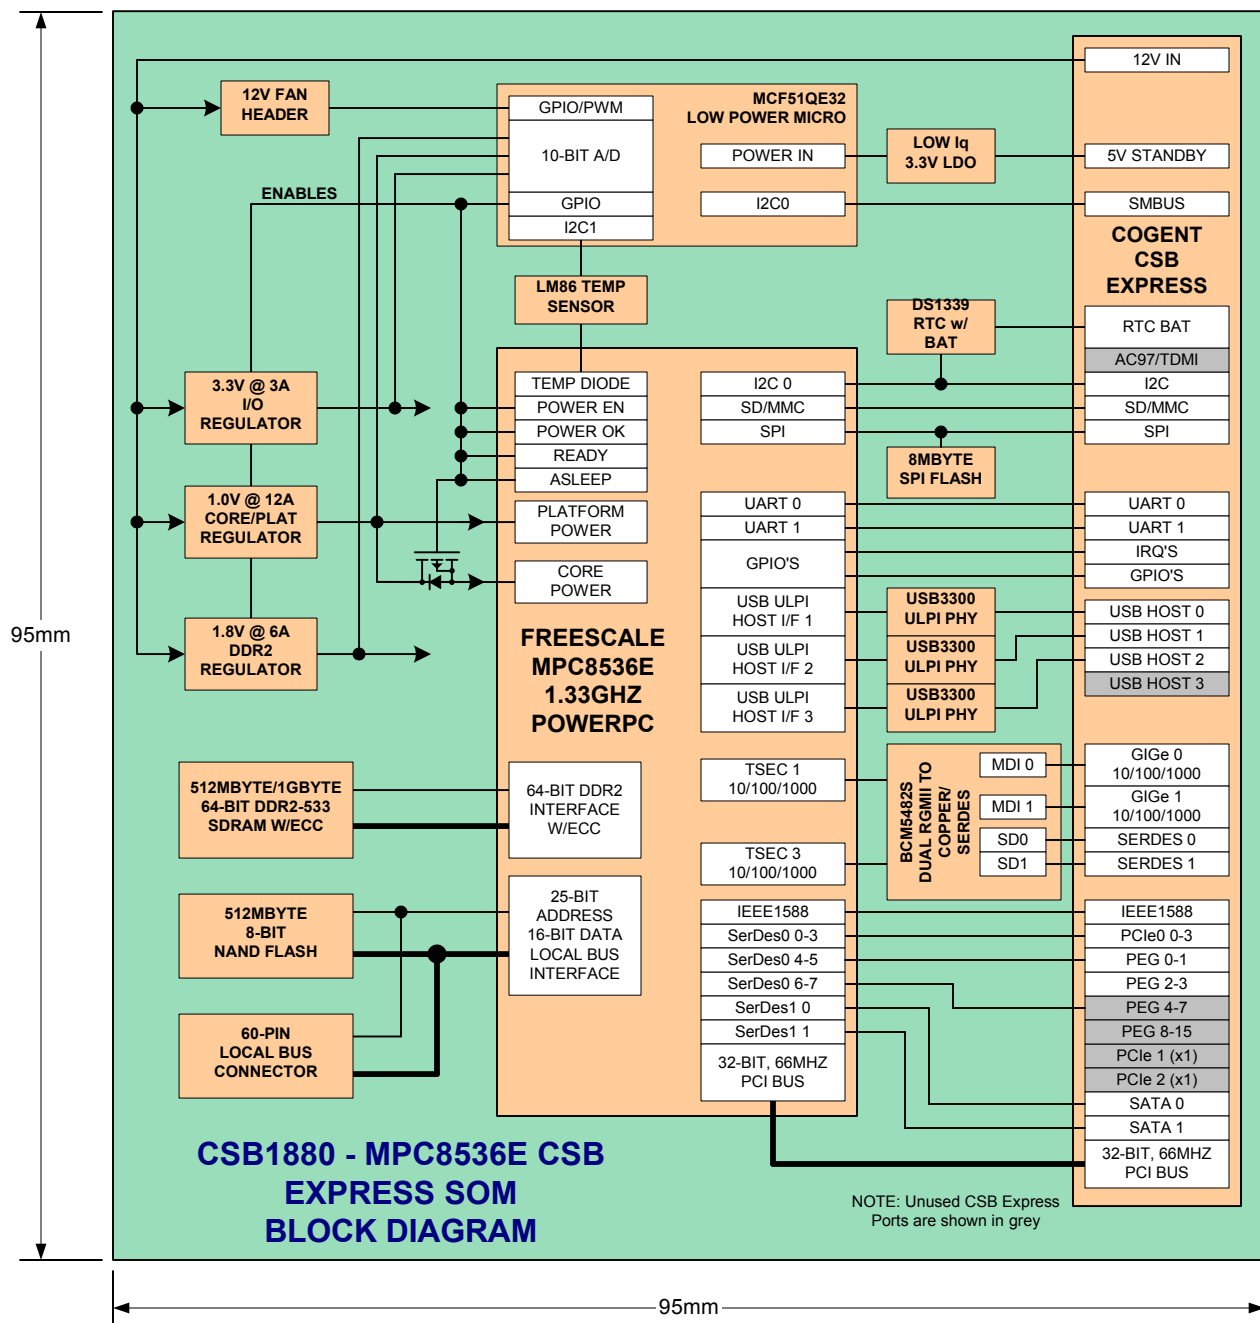 12V IN
12V FAN
HEADER
GPIO/PWM
10-BIT A/D
GPIO
I2C1
MCF51QE32
LOW POWER MICRO
POWER IN
I2C0
LOW Iq
3.3V LDO
5V STANDBY
SMBUS
COGENT
CSB
EXPRESS
ENABLES
LM86 TEMP
SENSOR
DS1339
RTC w/
BAT
RTC BAT
AC97/TDMI
I2C
SD/MMC
SPI
3.3V @ 3A
I/O
REGULATOR
1.0V @ 12A
CORE/PLAT
REGULATOR
1.8V @ 6A
DDR2
REGULATOR
TEMP DIODE
POWER EN
POWER OK
READY
ASLEEP
PLATFORM
POWER
CORE
POWER
I2C 0
SD/MMC
SPI
8MBYTE
SPI FLASH
UART 0
UART 1
GPIO'S
USB ULPI
HOST I/F 1
USB ULPI
HOST I/F 2
USB ULPI
HOST I/F 3
USB3300
ULPI PHY
USB3300
ULPI PHY
USB3300
ULPI PHY
UART 0
UART 1
IRQ'S
GPIO'S
USB HOST 0
USB HOST 1
USB HOST 2
USB HOST 3
FREESCALE
MPC8536E
1.33GHZ
POWERPC
95mm
512MBYTE/1GBYTE
64-BIT DDR2-533
SDRAM W/ECC
64-BIT DDR2
INTERFACE
W/ECC
512MBYTE
8-BIT
NAND FLASH
25-BIT
ADDRESS
16-BIT DATA
LOCAL BUS
INTERFACE
60-PIN
LOCAL BUS
CONNECTOR
TSEC 1
10/100/1000
TSEC 3
10/100/1000
BCM5482S
DUAL RGMII TO
COPPER/
SERDES
MDI 0
MDI 1
SD0
SD1
GIGe 0
10/100/1000
GIGe 1
10/100/1000
SERDES 0
SERDES 1
IEEE1588
SerDes0 0-3
SerDes0 4-5
SerDes0 6-7
SerDes1 0
SerDes1 1
32-BIT, 66MHZ
PCI BUS
IEEE1588
PCIe0 0-3
PEG 0-1
PEG 2-3
PEG 4-7
PEG 8-15
PCIe 1 (x1)
PCIe 2 (x1)
SATA 0
SATA 1
32-BIT, 66MHZ
PCI BUS
CSB1880 - MPC8536E CSB
EXPRESS SOM
BLOCK DIAGRAM
NOTE: Unused CSB Express
Ports are shown in grey
95mm